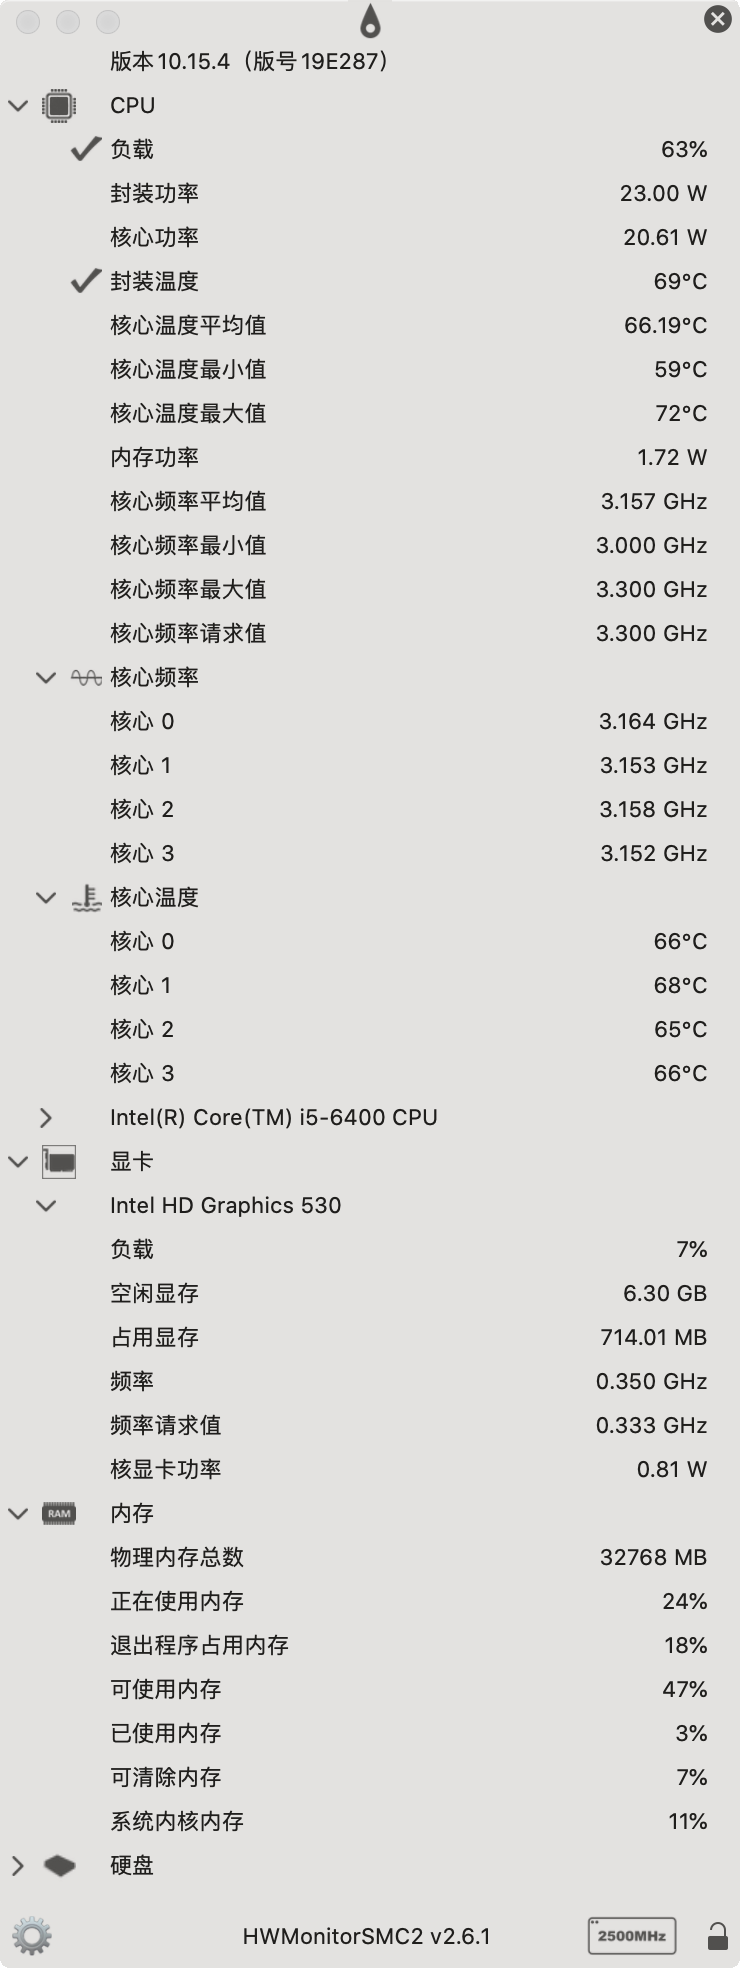 版本10.15.4（版号19E287）
CPU
负载 63%
封装功率 23.00 W
核心功率 20.61 W
封装温度 69°C
核心温度平均值 66.19°C
核心温度最小值 59°C
核心温度最大值 72°C
内存功率 1.72 W
核心频率平均值 3.157 GHz
核心频率最小值 3.000 GHz
核心频率最大值 3.300 GHz
核心频率请求值 3.300 GHz
核心频率
核心 0 3.164 GHz
核心 1 3.153 GHz
核心 2 3.158 GHz
核心 3 3.152 GHz
核心温度
核心 0 66°C
核心 1 68°C
核心 2 65°C
核心 3 66°C
Intel(R) Core(TM) i5-6400 CPU
显卡
Intel HD Graphics 530
负载 7%
空闲显存 6.30 GB
占用显存 714.01 MB
频率 0.350 GHz
频率请求值 0.333 GHz
核显卡功率 0.81 W
RAM 内存
物理内存总数 32768 MB
正在使用内存 24%
退出程序占用内存 18%
可使用内存 47%
已使用内存 3%
可清除内存 7%
系统内核内存 11%
硬盘
HWMonitorSMC2 v2.6.1 2500MHz